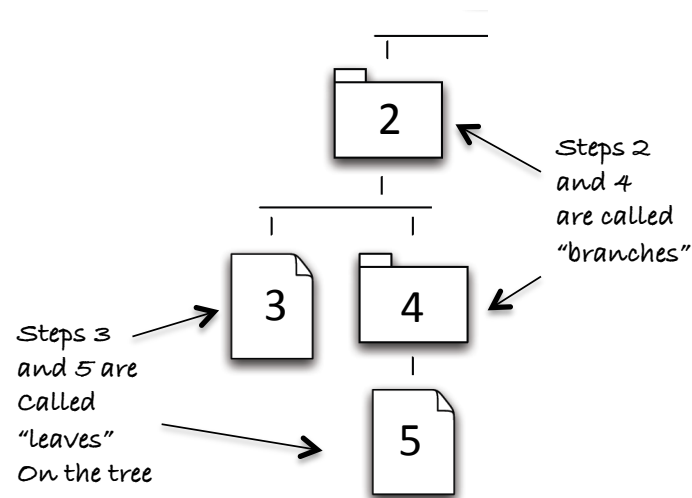 2
Steps 2
and 4
are called
"branches"
3
4
Steps 3
and 5 are
Called
"leaves"
On the tree
5